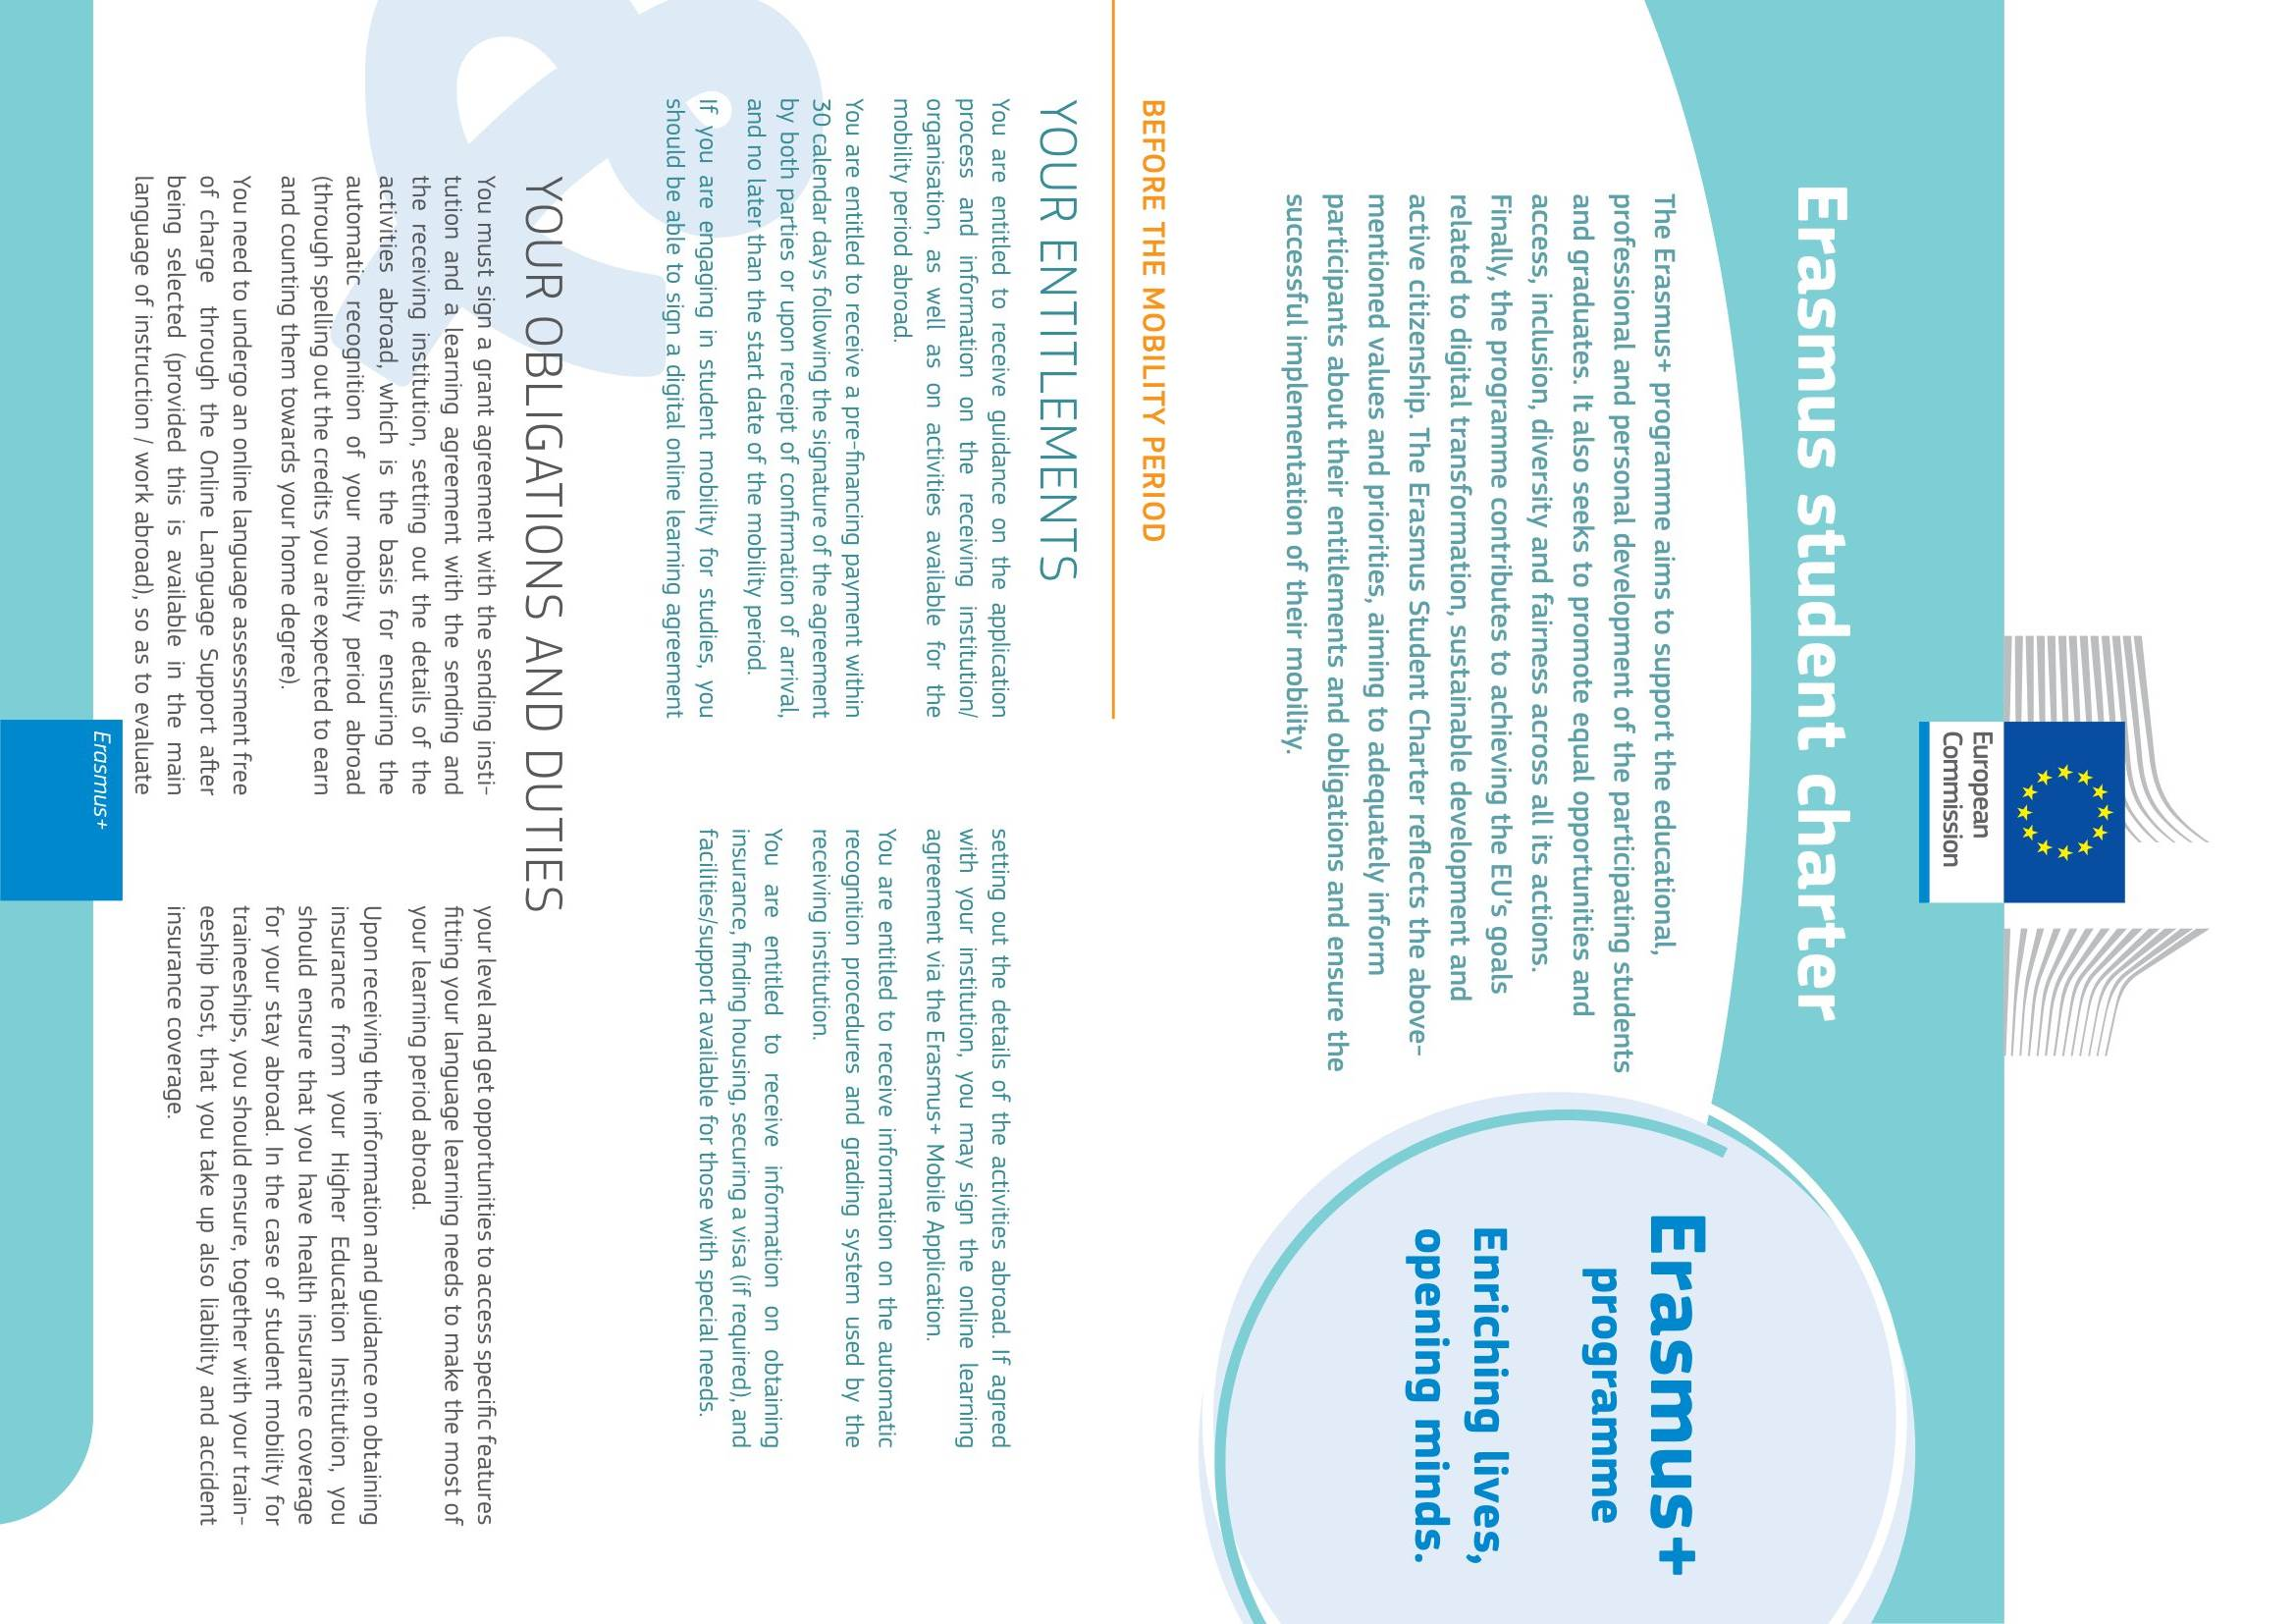 European
Commission
Erasmus student charter
The Erasmus+ programme aims to support the educational,
professional and personal development of the participating students
and graduates. It also seeks to promote equal opportunities and
access, inclusion, diversity and fairness across all its actions.
Finally, the programme contributes to achieving the EU's goals
related to digital transformation, sustainable development and
active citizenship. The Erasmus Student Charter reflects the above-
mentioned values and priorities, aiming to adequately inform
participants about their entitlements and obligations and ensure the
successful implementation of their mobility.
Erasmus+
programme
Enriching lives,
opening minds.
BEFORE THE MOBILITY PERIOD
YOUR ENTITLEMENTS
You are entitled to receive guidance on the application
process and information on the receiving institution/
organisation, as well as on activities available for the
mobility period abroad.
You are entitled to receive a pre-financing payment within
30 calendar days following the signature of the agreement
by both parties or upon receipt of confirmation of arrival,
and no later than the start date of the mobility period.
If you are engaging in student mobility for studies, you
should be able to sign a digital online learning agreement
setting out the details of the activities abroad. If agreed
with your institution, you may sign the online learning
agreement via the Erasmus+ Mobile Application.
You are entitled to receive information on the automatic
recognition procedures and grading system used by the
receiving institution.
You are entitled to receive information on obtaining
insurance, finding housing, securing a visa (if required), and
facilities/support available for those with special needs.
&
YOUR OBLIGATIONS AND DUTIES
You must sign a grant agreement with the sending insti-
tution and a learning agreement with the sending and
the receiving institution, setting out the details of the
activities abroad, which is the basis for ensuring the
automatic recognition of your mobility period abroad
(through spelling out the credits you are expected to earn
and counting them towards your home degree).
You need to undergo an online language assessment free
of charge through the Online Language Support after
being selected (provided this is available in the main
language of instruction / work abroad), so as to evaluate
your level and get opportunities to access specific features
fitting your language learning needs to make the most of
your learning period abroad.
Upon receiving the information and guidance on obtaining
insurance from your Higher Education Institution, you
should ensure that you have health insurance coverage
for your stay abroad. In the case of student mobility for
traineeships, you should ensure, together with your train-
eeship host, that you take up also liability and accident
insurance coverage.
Erasmus+